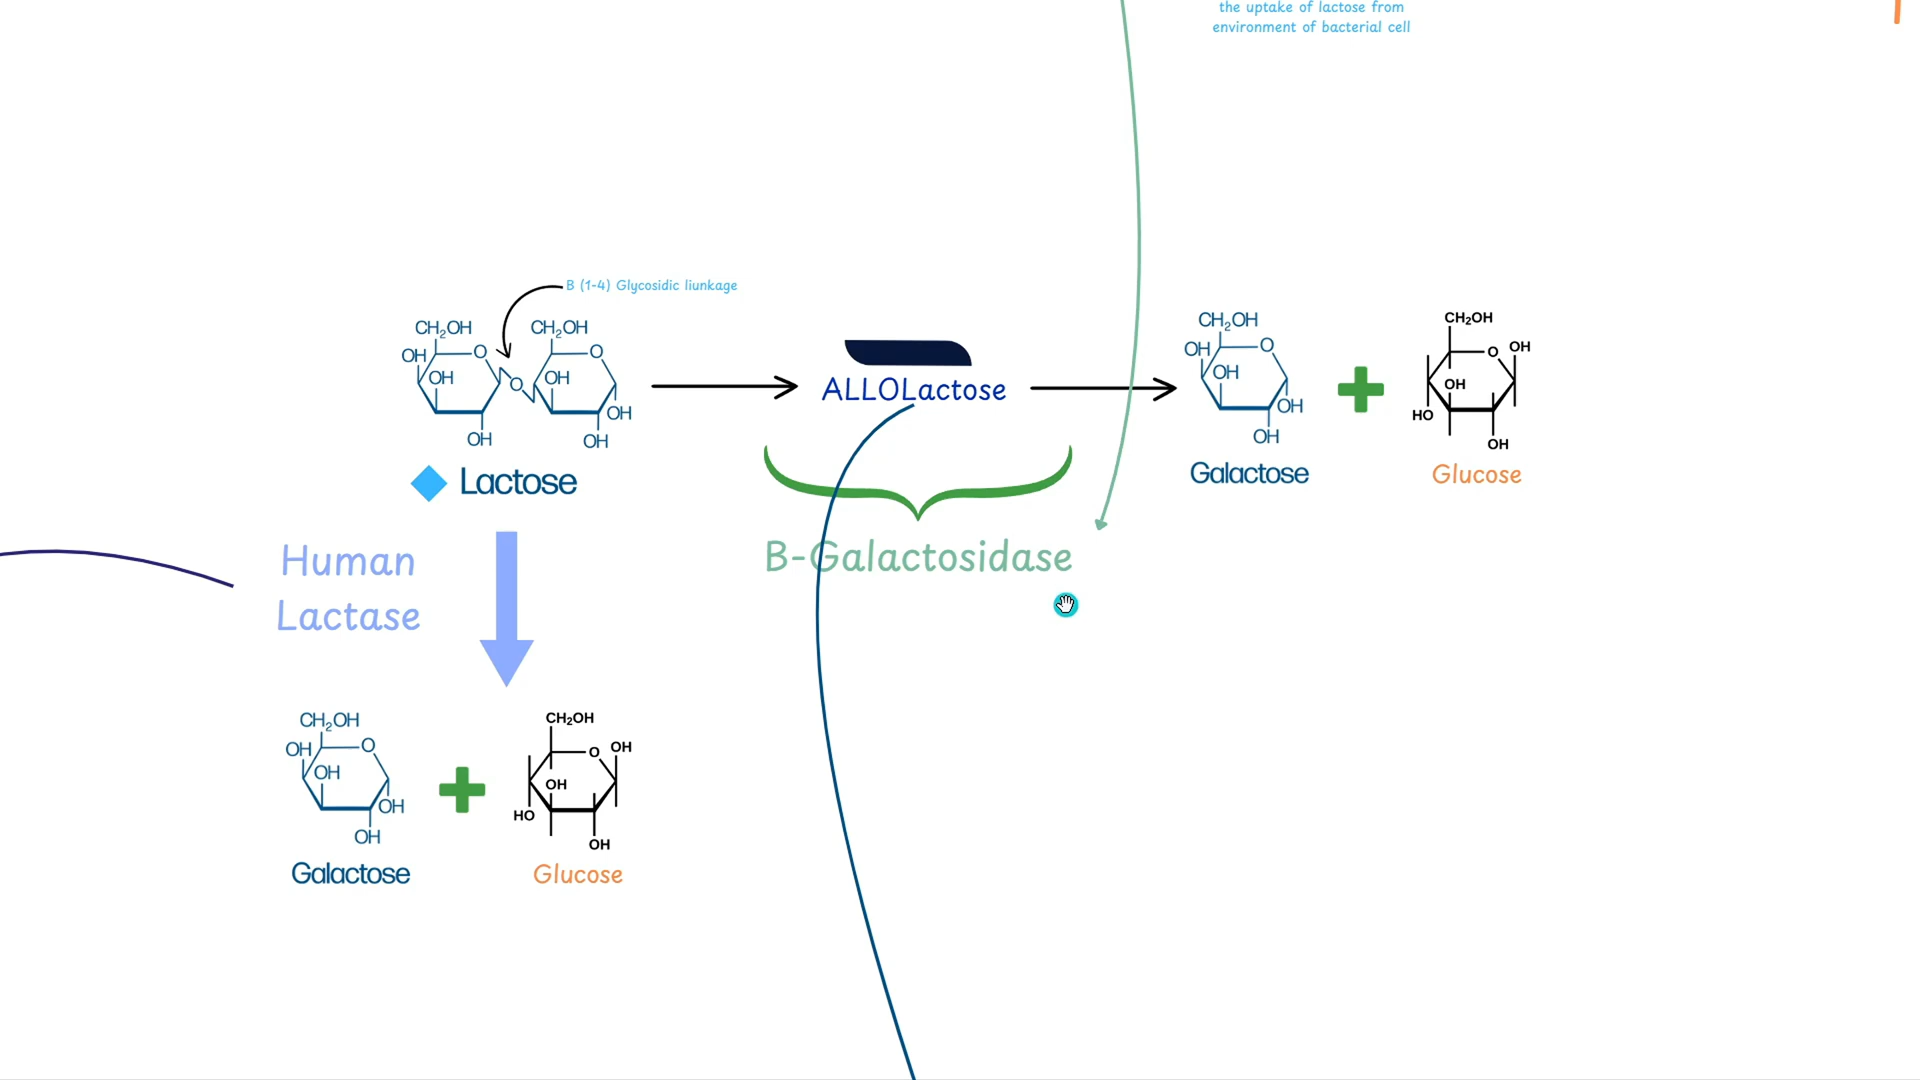 the uptake of lactose from
environment of bacterial cell
B (1-4) Glycosidic liunkage
CH₂OH
CH₂OH
OH
O
O
OH
OH
O
OH
OH
OH
Lactose
ALLOLactose
CH₂OH
OH
O
OH
OH
OH
Galactose
CH₂OH
O
OH
OH
HO
OH
Glucose
B-Galactosidase
Human
Lactase
CH₂OH
OH
O
OH
OH
OH
Galactose
CH₂OH
O
OH
OH
HO
OH
Glucose